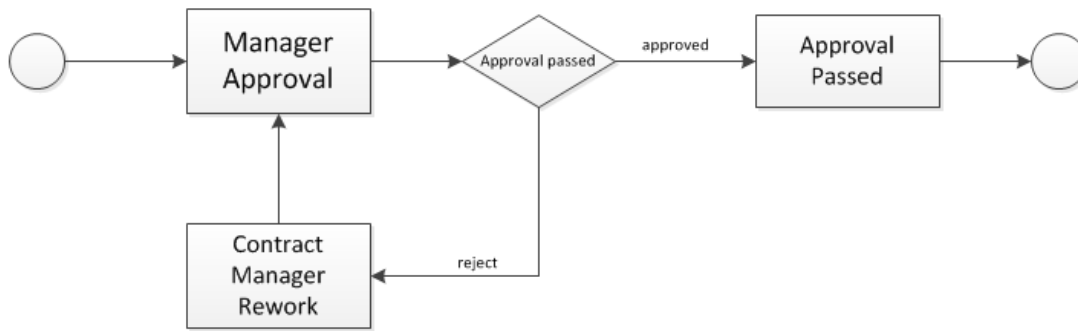 Manager
Approval
Approval passed
approved
Approval
Passed
Contract
Manager
Rework
reject